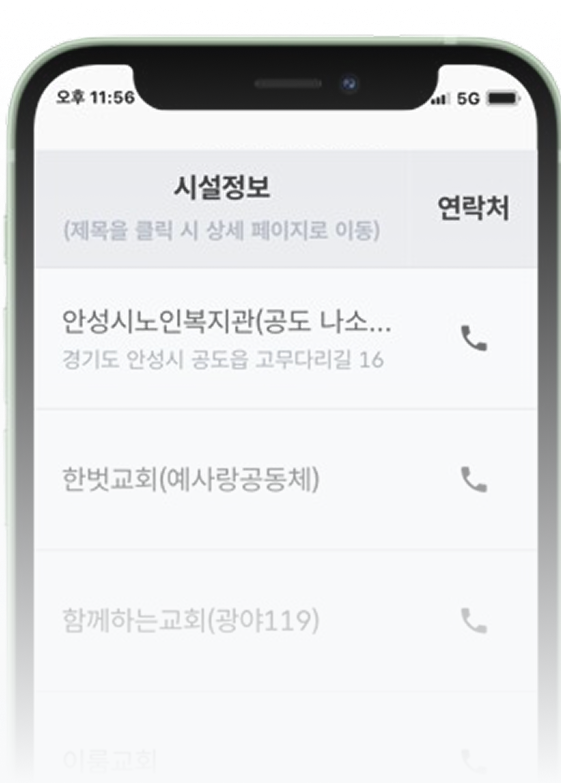 오후 11:56
5G
시설정보
(제목을 클릭 시 상세 페이지로 이동)
연락처
안성시노인복지관(공도 나소...
경기도 안성시 공도읍 고무다리길 16
한벗교회(예사랑공동체)
함께하는교회(광야119)
이룸교회